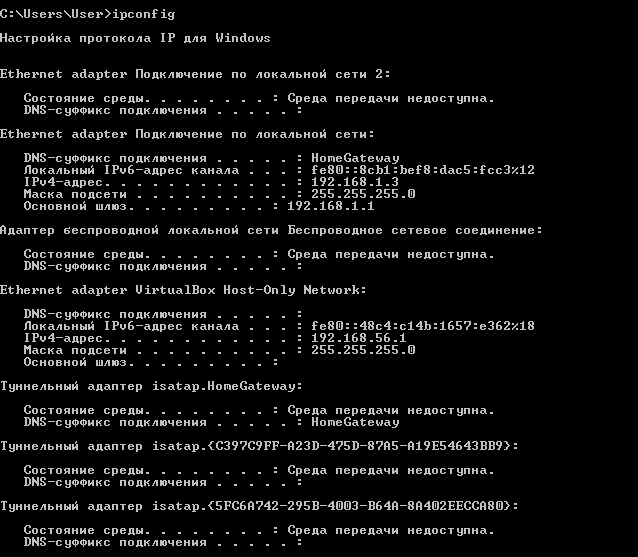 C:\Users\User>ipconfig
Настройка протокола IP для Windows
Ethernet adapter Подключение по локальной сети 2:
Состояние среды. . . . . . . . : Среда передачи недоступна.
DNS-суффикс подключения . . . . . :
Ethernet adapter Подключение по локальной сети:
DNS-суффикс подключения . . . . . : HomeGateway
Локальный IPv6-адрес канала . . . : fe80::8cb1:bef8:dac5:fcc3%12
IPv4-адрес. . . . . . . . . . . . : 192.168.1.3
Маска подсети . . . . . . . . . . : 255.255.255.0
Основной шлюз. . . . . . . . . : 192.168.1.1
Адаптер беспроводной локальной сети Беспроводное сетевое соединение:
Состояние среды. . . . . . . . : Среда передачи недоступна.
DNS-суффикс подключения . . . . . :
Ethernet adapter VirtualBox Host-Only Network:
DNS-суффикс подключения . . . . . :
Локальный IPv6-адрес канала . . . : fe80::48c4:c14b:1657:e362%18
IPv4-адрес. . . . . . . . . . . . : 192.168.56.1
Маска подсети . . . . . . . . . . : 255.255.255.0
Основной шлюз. . . . . . . . . :
Туннельный адаптер isatap.HomeGateway:
Состояние среды. . . . . . . . : Среда передачи недоступна.
DNS-суффикс подключения . . . . . : HomeGateway
Туннельный адаптер isatap.{C397C9FF-A23D-475D-87A5-A19E54643BB9}:
Состояние среды. . . . . . . . : Среда передачи недоступна.
DNS-суффикс подключения . . . . . :
Туннельный адаптер isatap.{5FC6A742-295B-4003-B64A-8A402EECCA80}:
Состояние среды. . . . . . . . : Среда передачи недоступна.
DNS-суффикс подключения . . . . . :